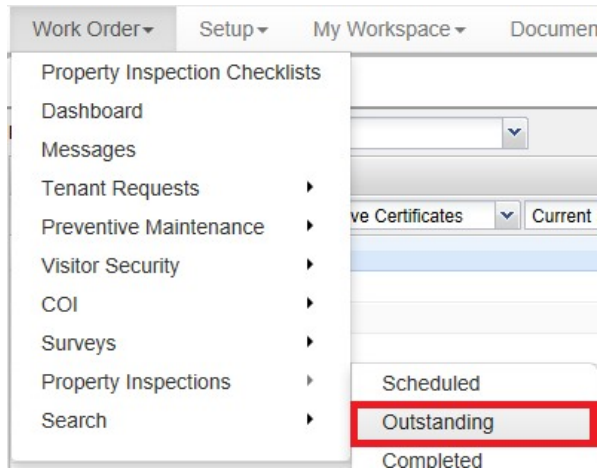 Work Order Setup My Workspace Documen
Property Inspection Checklists
Dashboard
Messages
Tenant Requests
Preventive Maintenance
ve Certificates Current
Visitor Security
COI
Surveys
Property Inspections
Search
Scheduled
Outstanding
Completed